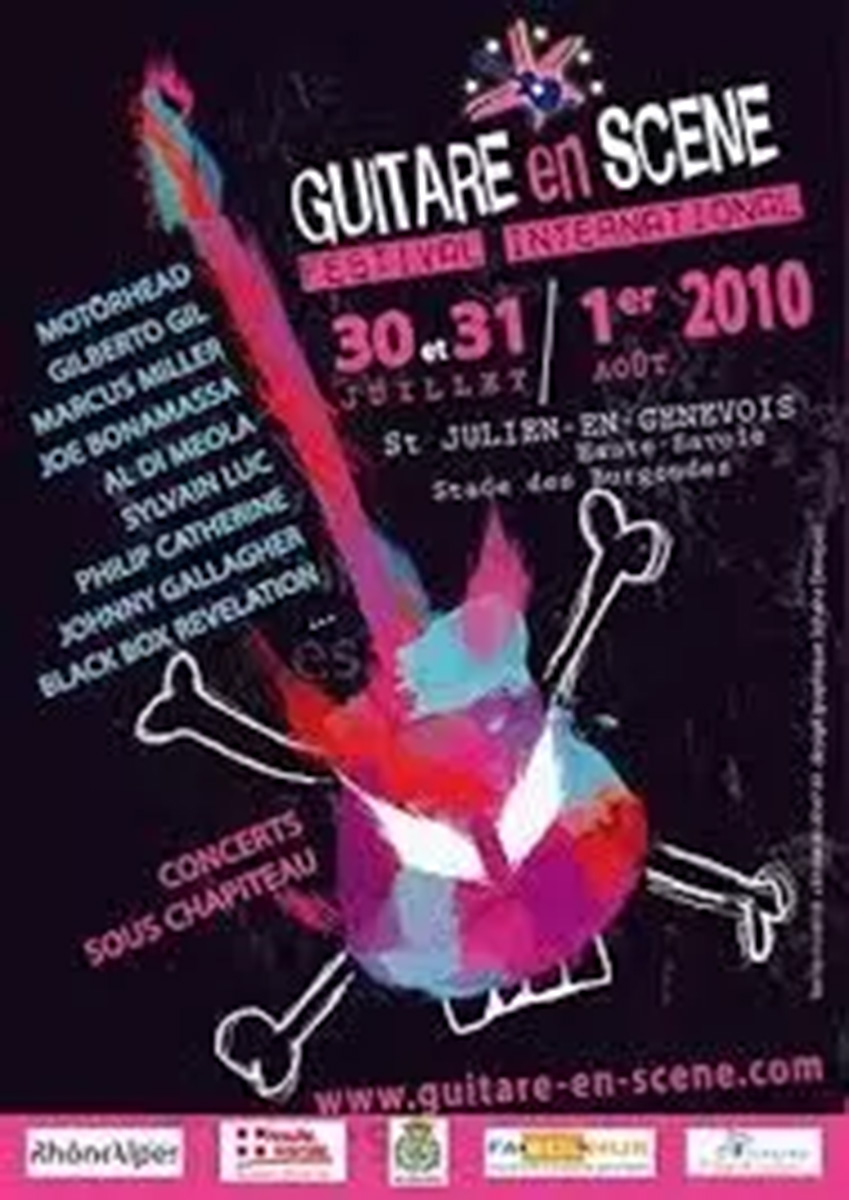 GUITARE en SCENE
FESTIVAL INTERNATIONAL
30 et 31 / 1er 2010
JUILLET AOÛT
St JULIEN-EN-GENEVOIS
Haute-Savoie
Stade des Burgondes
MOTÖRHEAD
GILBERTO GIL
MARCUS MILLER
JOE BONAMASSA
AL DI MEOLA
SYLVAIN LUC
PHILIP CATHERINE
JOHNNY GALLAGHER
BLACK BOX REVELATION
...
CONCERTS
SOUS CHAPITEAU
www.guitare-en-scene.com
RhôneAlpes